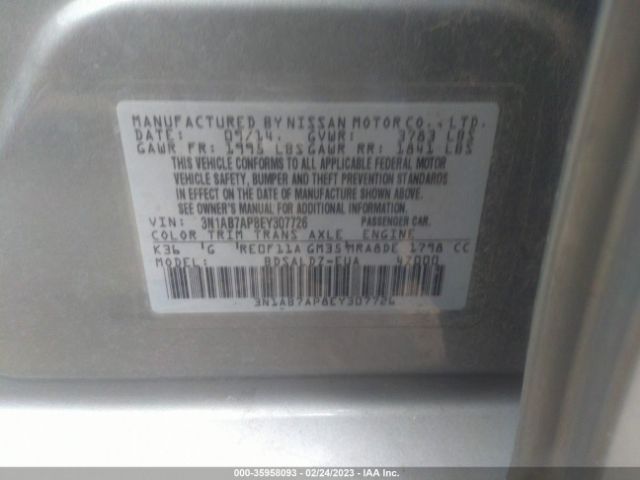 MANUFACTURED BY NISSAN MOTOR CO., LTD.
DATE: 09/14. GVWR: 3783 LBS
GAWR FR: 1995 LBS GAWR RR: 1841 LBS
THIS VEHICLE CONFORMS TO ALL APPLICABLE FEDERAL MOTOR
VEHICLE SAFETY, BUMPER AND THEFT PREVENTION STANDARDS
IN EFFECT ON THE DATE OF MANUFACTURE SHOWN ABOVE.
SEE OWNER'S MANUAL FOR ADDITIONAL INFORMATION.
VIN: 3N1AB7AP8EY307726 PASSENGER CAR.
COLOR TRIM TRANS AXLE ENGINE
K36 G RE0F11A GM35 MRA8DE 1798 CC
MODEL: BDSALDZ-EUA 47000
3N1AB7AP8EY307726
000-35958093 - 02/24/2023 - IAA Inc.